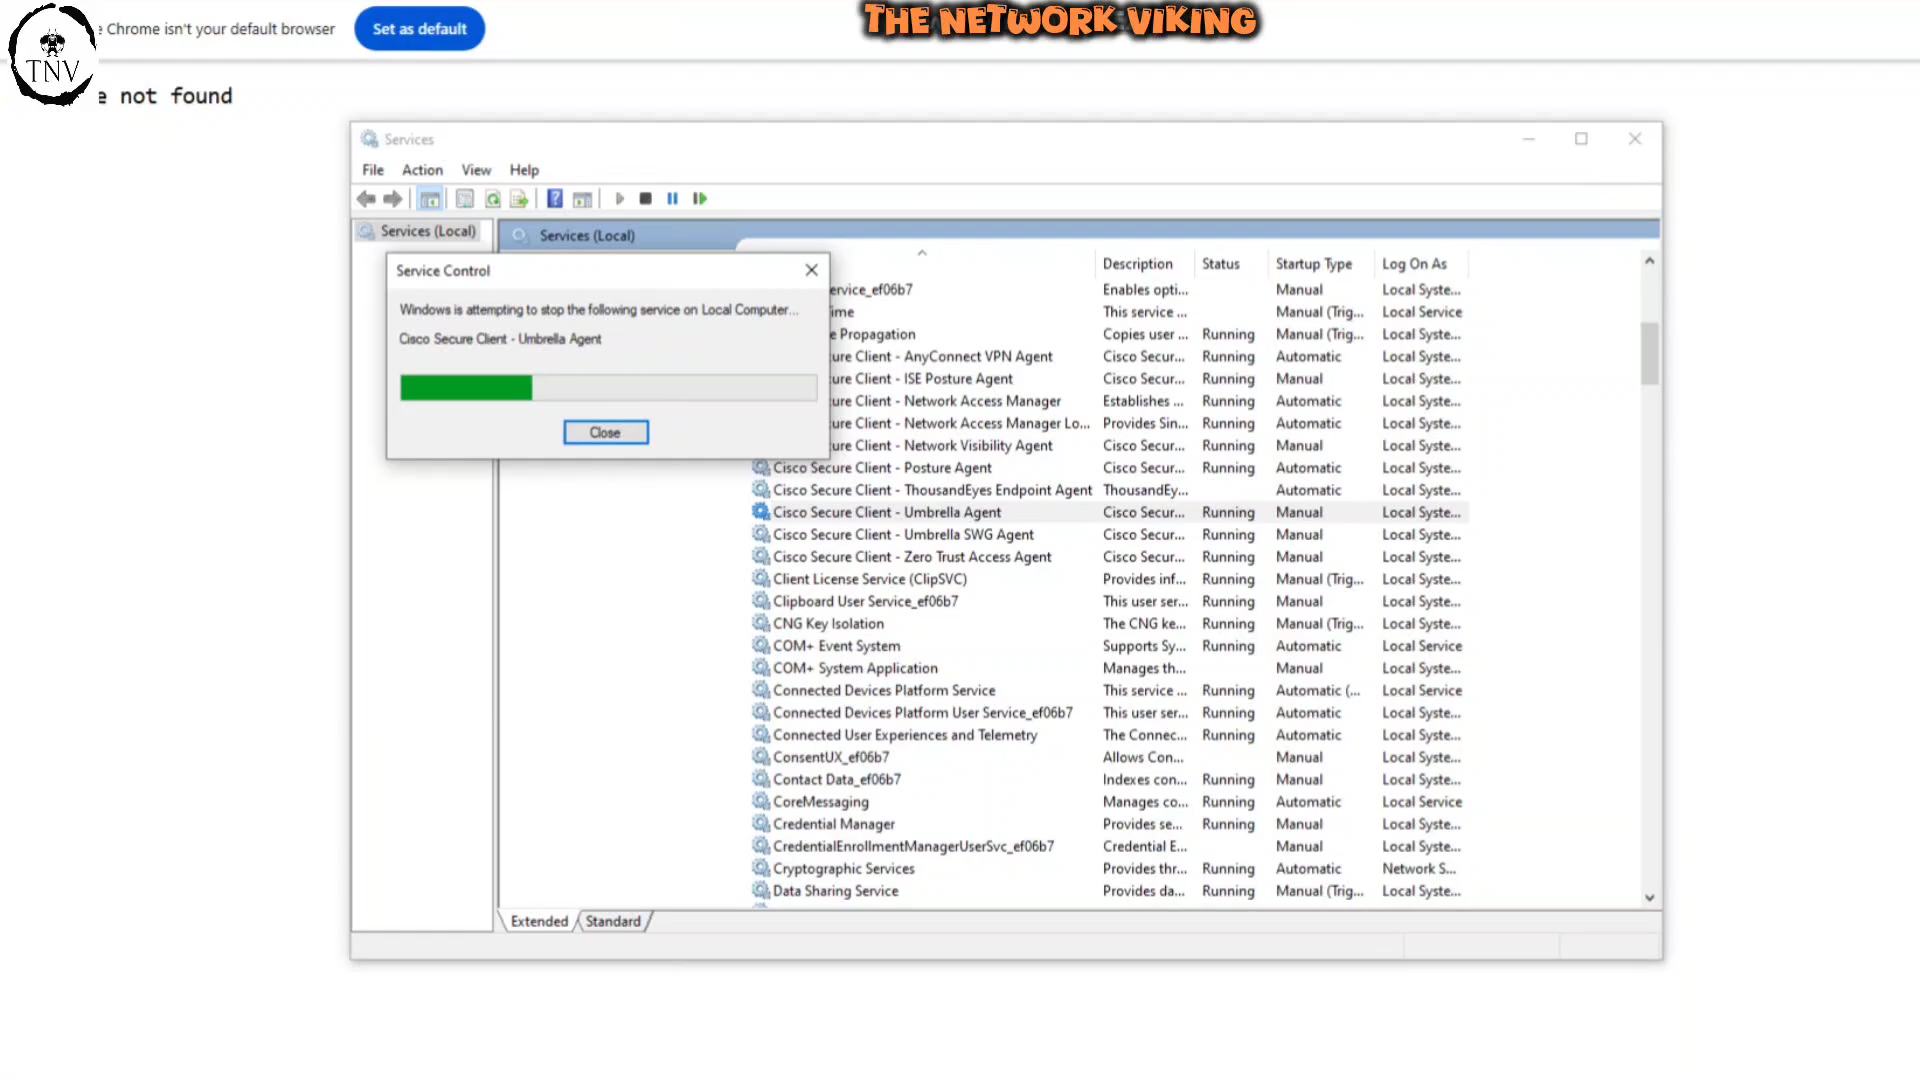 THE NETWORK VIKING
TNV
e Chrome isn't your default browser
Set as default
e not found
Services
File Action View Help
Services (Local)
Services (Local)
Service Control
Windows is attempting to stop the following service on Local Computer...
Cisco Secure Client - Umbrella Agent
Close
Description Status Startup Type Log On As
ervice_ef06b7 Enables opti... Manual Local Syste...
ime This service ... Manual (Trig... Local Service
e Propagation Copies user ... Running Manual (Trig... Local Syste...
ure Client - AnyConnect VPN Agent Cisco Secur... Running Automatic Local Syste...
ure Client - ISE Posture Agent Cisco Secur... Running Manual Local Syste...
ure Client - Network Access Manager Establishes ... Running Automatic Local Syste...
ure Client - Network Access Manager Lo... Provides Sin... Running Automatic Local Syste...
ure Client - Network Visibility Agent Cisco Secur... Running Manual Local Syste...
Cisco Secure Client - Posture Agent Cisco Secur... Running Automatic Local Syste...
Cisco Secure Client - ThousandEyes Endpoint Agent ThousandEy... Automatic Local Syste...
Cisco Secure Client - Umbrella Agent Cisco Secur... Running Manual Local Syste...
Cisco Secure Client - Umbrella SWG Agent Cisco Secur... Running Manual Local Syste...
Cisco Secure Client - Zero Trust Access Agent Cisco Secur... Running Manual Local Syste...
Client License Service (ClipSVC) Provides inf... Running Manual (Trig... Local Syste...
Clipboard User Service_ef06b7 This user ser... Running Manual Local Syste...
CNG Key Isolation The CNG ke... Running Manual (Trig... Local Syste...
COM+ Event System Supports Sy... Running Automatic Local Service
COM+ System Application Manages th... Manual Local Syste...
Connected Devices Platform Service This service ... Running Automatic (... Local Service
Connected Devices Platform User Service_ef06b7 This user ser... Running Automatic Local Syste...
Connected User Experiences and Telemetry The Connec... Running Automatic Local Syste...
ConsentUX_ef06b7 Allows Con... Manual Local Syste...
Contact Data_ef06b7 Indexes con... Running Manual Local Syste...
CoreMessaging Manages co... Running Automatic Local Service
Credential Manager Provides se... Running Manual Local Syste...
CredentialEnrollmentManagerUserSvc_ef06b7 Credential E... Manual Local Syste...
Cryptographic Services Provides thr... Running Automatic Network S...
Data Sharing Service Provides da... Running Manual (Trig... Local Syste...
Extended Standard